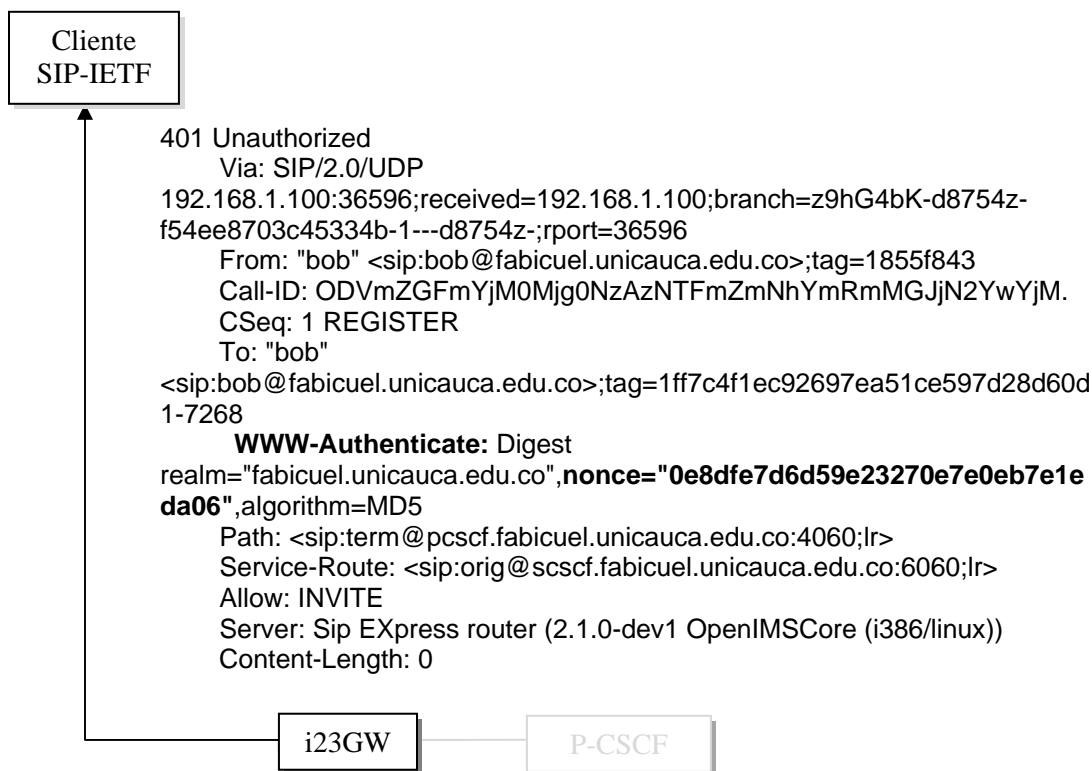 Cliente
SIP-IETF
401 Unauthorized
Via: SIP/2.0/UDP
192.168.1.100:36596;received=192.168.1.100;branch=z9hG4bK-d8754z-
f54ee8703c45334b-1---d8754z-;rport=36596
From: "bob" <sip:bob@fabicuel.unicauca.edu.co>;tag=1855f843
Call-ID: ODVmZGFmYjM0Mjg0NzAzNTFmZmNhYmRmMGJjN2YwYjM.
CSeq: 1 REGISTER
To: "bob"
<sip:bob@fabicuel.unicauca.edu.co>;tag=1ff7c4f1ec92697ea51ce597d28d60d
1-7268
WWW-Authenticate: Digest
realm="fabicuel.unicauca.edu.co",nonce="0e8dfe7d6d59e23270e7e0eb7e1e
da06",algorithm=MD5
Path: <sip:term@pcscf.fabicuel.unicauca.edu.co:4060;lr>
Service-Route: <sip:orig@scscf.fabicuel.unicauca.edu.co:6060;lr>
Allow: INVITE
Server: Sip EXpress router (2.1.0-dev1 OpenIMSCore (i386/linux))
Content-Length: 0
i23GW
P-CSCF